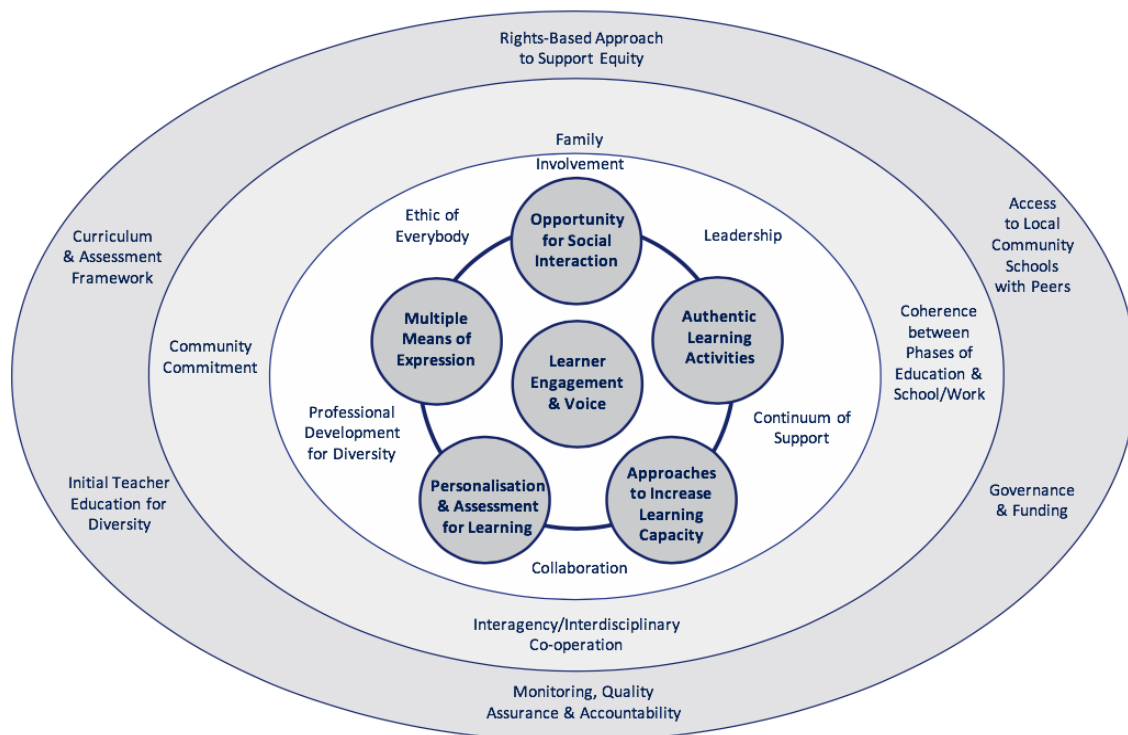 Rights-Based Approach
to Support Equity
Family
Involvement
Ethic of
Everybody
Opportunity
for Social
Interaction
Leadership
Access
to Local
Community
Schools
with Peers
Curriculum
& Assessment
Framework
Multiple
Means of
Expression
Authentic
Learning
Activities
Community
Commitment
Learner
Engagement
& Voice
Coherence
between
Phases of
Education &
School/Work
Professional
Development
for Diversity
Continuum
of Support
Initial Teacher
Education for
Diversity
Personalisation
& Assessment
for Learning
Approaches
to Increase
Learning
Capacity
Governance
& Funding
Collaboration
Interagency/Interdisciplinary
Co-operation
Monitoring, Quality
Assurance & Accountability